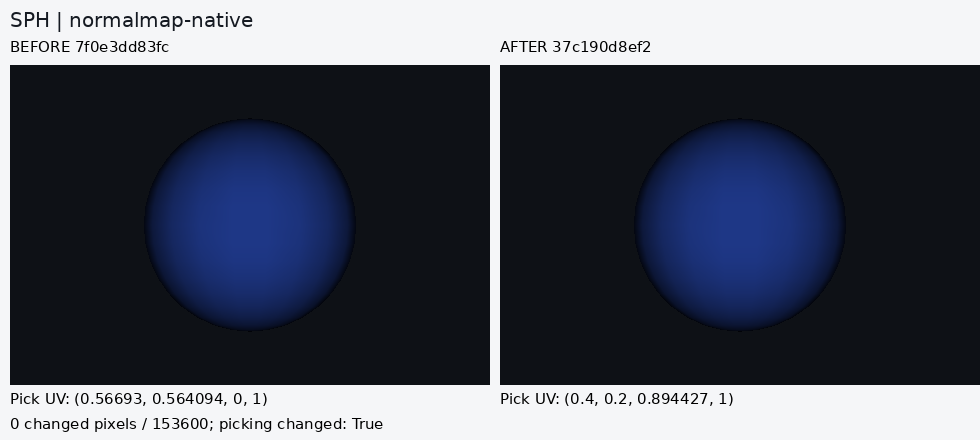 SPH | normalmap-native
BEFORE 7f0e3dd83fc
AFTER 37c190d8ef2
Pick UV: (0.56693, 0.564094, 0, 1)
Pick UV: (0.4, 0.2, 0.894427, 1)
0 changed pixels / 153600; picking changed: True